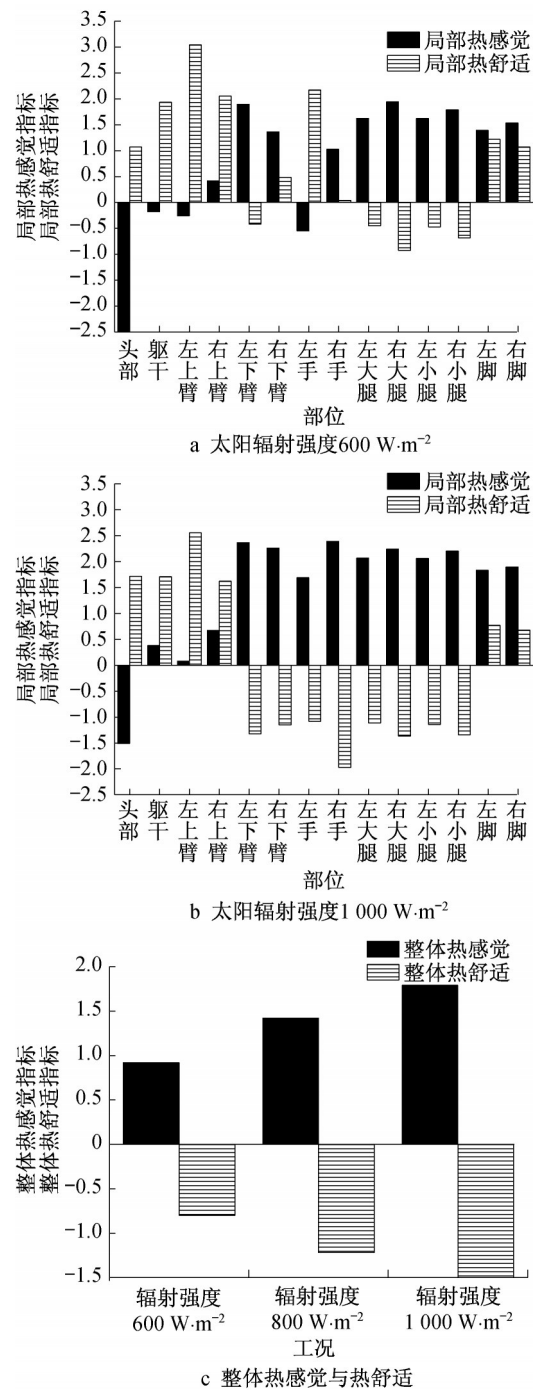 3.5
3.0
2.5
2.0
1.5
1.0
0.5
0
-0.5
-1.0
-1.5
-2.0
-2.5
局部热感觉指标
局部热舒适指标
局部热感觉
局部热舒适
头部
躯干
左上臂
右上臂
左下臂
右下臂
左手
右手
左大腿
右大腿
左小腿
右小腿
左脚
右脚
部位
a 太阳辐射强度600 W·m⁻²
3.5
3.0
2.5
2.0
1.5
1.0
0.5
0
-0.5
-1.0
-1.5
-2.0
-2.5
局部热感觉指标
局部热舒适指标
局部热感觉
局部热舒适
头部
躯干
左上臂
右上臂
左下臂
右下臂
左手
右手
左大腿
右大腿
左小腿
右小腿
左脚
右脚
部位
b 太阳辐射强度1 000 W·m⁻²
整体热感觉
整体热舒适
2.0
1.5
1.0
0.5
0
-0.5
-1.0
-1.5
整体热感觉指标
整体热舒适指标
辐射强度
600 W·m⁻²
辐射强度
800 W·m⁻²
辐射强度
1 000 W·m⁻²
工况
c 整体热感觉与热舒适